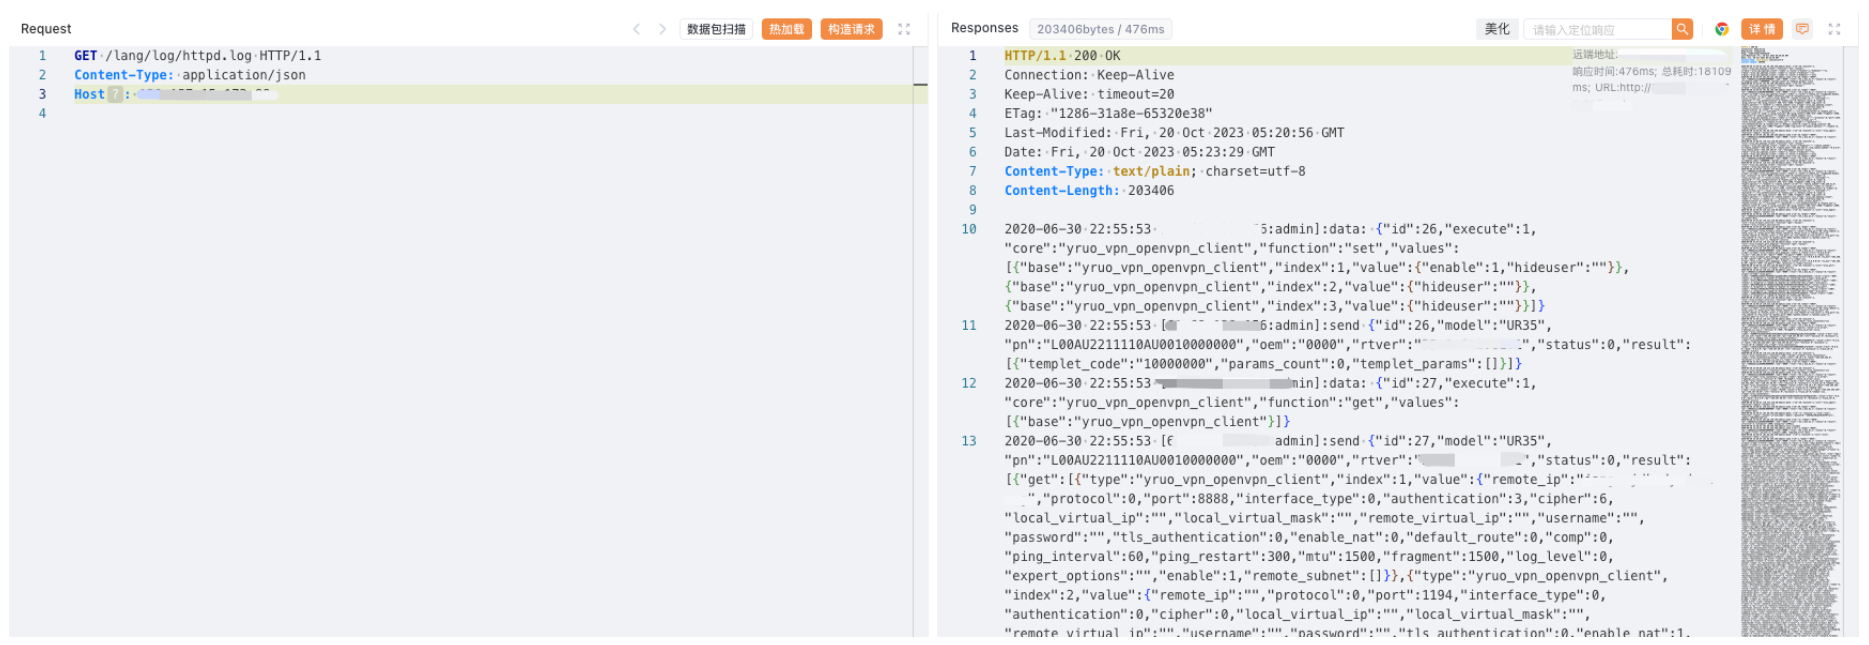 Request
数据包扫描
热加载
构造请求
1 GET /lang/log/httpd.log HTTP/1.1
2 Content-Type: application/json
3 Host ? :
4
Responses
203406bytes / 476ms
美化
请输入定位响应
详情
远端地址:
响应时间:476ms; 总耗时:18109
ms; URL:http://
1 HTTP/1.1 200 OK
2 Connection: Keep-Alive
3 Keep-Alive: timeout=20
4 ETag: "1286-31a8e-65320e38"
5 Last-Modified: Fri, 20 Oct 2023 05:20:56 GMT
6 Date: Fri, 20 Oct 2023 05:23:29 GMT
7 Content-Type: text/plain; charset=utf-8
8 Content-Length: 203406
9
10 2020-06-30 22:55:53 6:admin]:data: {"id":26,"execute":1,
"core":"yruo_vpn_openvpn_client","function":"set","values":
[{"base":"yruo_vpn_openvpn_client","index":1,"value":{"enable":1,"hideuser":""}},
{"base":"yruo_vpn_openvpn_client","index":2,"value":{"hideuser":""}},
{"base":"yruo_vpn_openvpn_client","index":3,"value":{"hideuser":""}}]}
11 2020-06-30 22:55:53 [ 6:admin]:send {"id":26,"model":"UR35",
"pn":"L00AU2211110AU0010000000","oem":"0000","rtver":" ","status":0,"result":
[{"templet_code":"10000000","params_count":0,"templet_params":[]}]}
12 2020-06-30 22:55:53 min]:data: {"id":27,"execute":1,
"core":"yruo_vpn_openvpn_client","function":"get","values":
[{"base":"yruo_vpn_openvpn_client"}]}
13 2020-06-30 22:55:53 [6 admin]:send {"id":27,"model":"UR35",
"pn":"L00AU2211110AU0010000000","oem":"0000","rtver":" ","status":0,"result":
[{"get":[{"type":"yruo_vpn_openvpn_client","index":1,"value":{"remote_ip":"
","protocol":0,"port":8888,"interface_type":0,"authentication":3,"cipher":6,
"local_virtual_ip":"","local_virtual_mask":"","remote_virtual_ip":"","username":"",
"password":"","tls_authentication":0,"enable_nat":0,"default_route":0,"comp":0,
"ping_interval":60,"ping_restart":300,"mtu":1500,"fragment":1500,"log_level":0,
"expert_options":"","enable":1,"remote_subnet":[]}},{"type":"yruo_vpn_openvpn_client",
"index":2,"value":{"remote_ip":"","protocol":0,"port":1194,"interface_type":0,
"authentication":0,"cipher":0,"local_virtual_ip":"","local_virtual_mask":"",
"remote_virtual_ip":"","username":"","password":"","tls_authentication":0,"enable_nat":1,